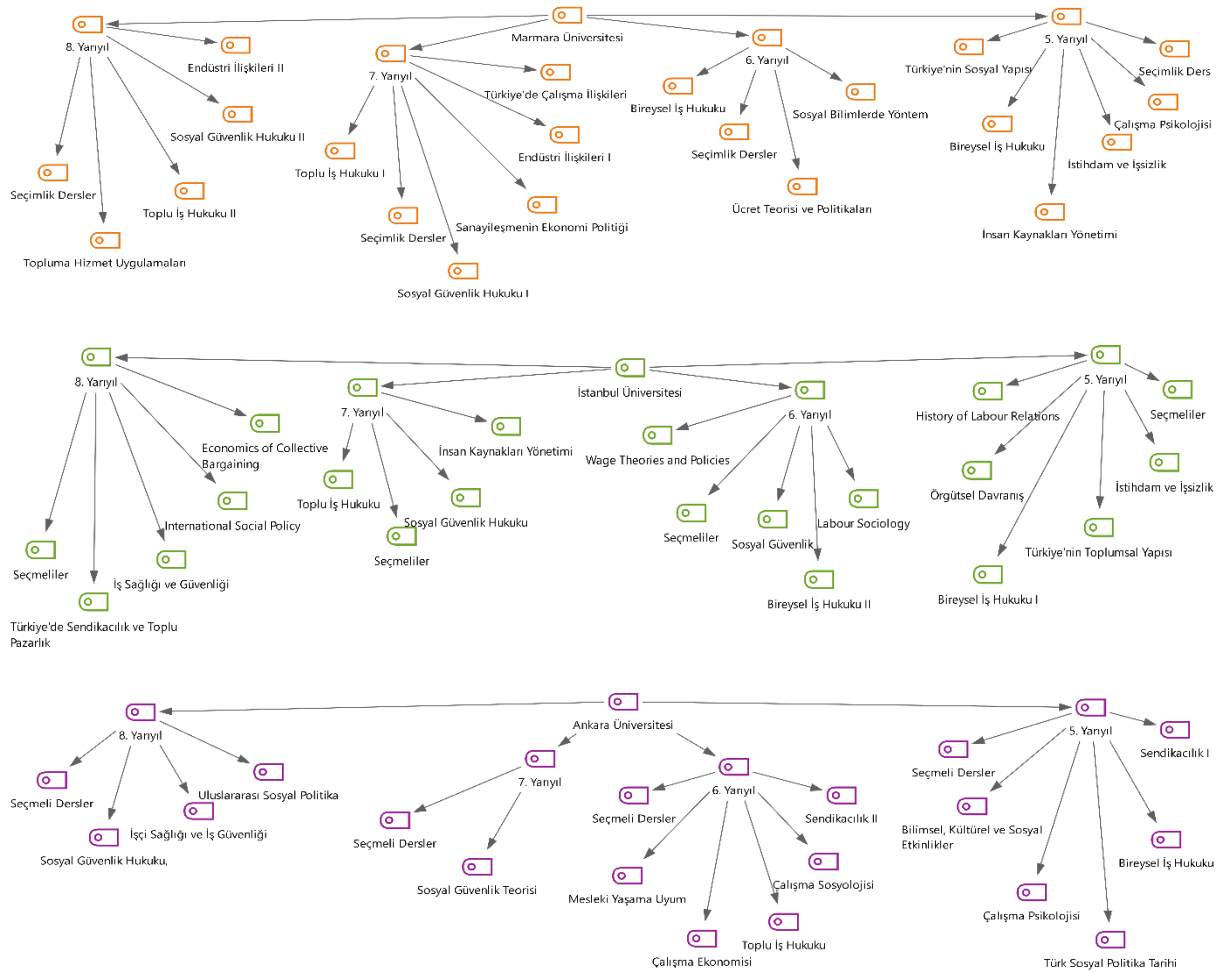 Marmara Üniversitesi
8. Yarıyıl
Endüstri İlişkileri II
Sosyal Güvenlik Hukuku II
Seçimlik Dersler
Toplu İş Hukuku II
Topluma Hizmet Uygulamaları
7. Yarıyıl
Türkiye'de Çalışma İlişkileri
Endüstri İlişkileri I
Toplu İş Hukuku I
Seçimlik Dersler
Sanayileşmenin Ekonomi Politiği
Sosyal Güvenlik Hukuku I
6. Yarıyıl
Bireysel İş Hukuku
Sosyal Bilimlerde Yöntem
Seçimlik Dersler
Ücret Teorisi ve Politikaları
5. Yarıyıl
Türkiye'nin Sosyal Yapısı
Seçimlik Ders
Çalışma Psikolojisi
Bireysel İş Hukuku
İstihdam ve İşsizlik
İnsan Kaynakları Yönetimi
İstanbul Üniversitesi
8. Yarıyıl
Economics of Collective
Bargaining
International Social Policy
Seçmeliler
İş Sağlığı ve Güvenliği
Türkiye'de Sendikacılık ve Toplu
Pazarlık
7. Yarıyıl
İnsan Kaynakları Yönetimi
Toplu İş Hukuku
Sosyal Güvenlik Hukuku
Seçmeliler
6. Yarıyıl
Wage Theories and Policies
Labour Sociology
Seçmeliler
Sosyal Güvenlik
Bireysel İş Hukuku II
5. Yarıyıl
History of Labour Relations
Seçmeliler
Örgütsel Davranış
İstihdam ve İşsizlik
Türkiye'nin Toplumsal Yapısı
Bireysel İş Hukuku I
Ankara Üniversitesi
8. Yarıyıl
Seçmeli Dersler
Uluslararası Sosyal Politika
İşçi Sağlığı ve İş Güvenliği
Sosyal Güvenlik Hukuku,
7. Yarıyıl
Seçmeli Dersler
Sosyal Güvenlik Teorisi
6. Yarıyıl
Seçmeli Dersler
Sendikacılık II
Mesleki Yaşama Uyum
Çalışma Sosyolojisi
Toplu İş Hukuku
Çalışma Ekonomisi
5. Yarıyıl
Sendikacılık I
Seçmeli Dersler
Bilimsel, Kültürel ve Sosyal
Etkinlikler
Bireysel İş Hukuku
Çalışma Psikolojisi
Türk Sosyal Politika Tarihi